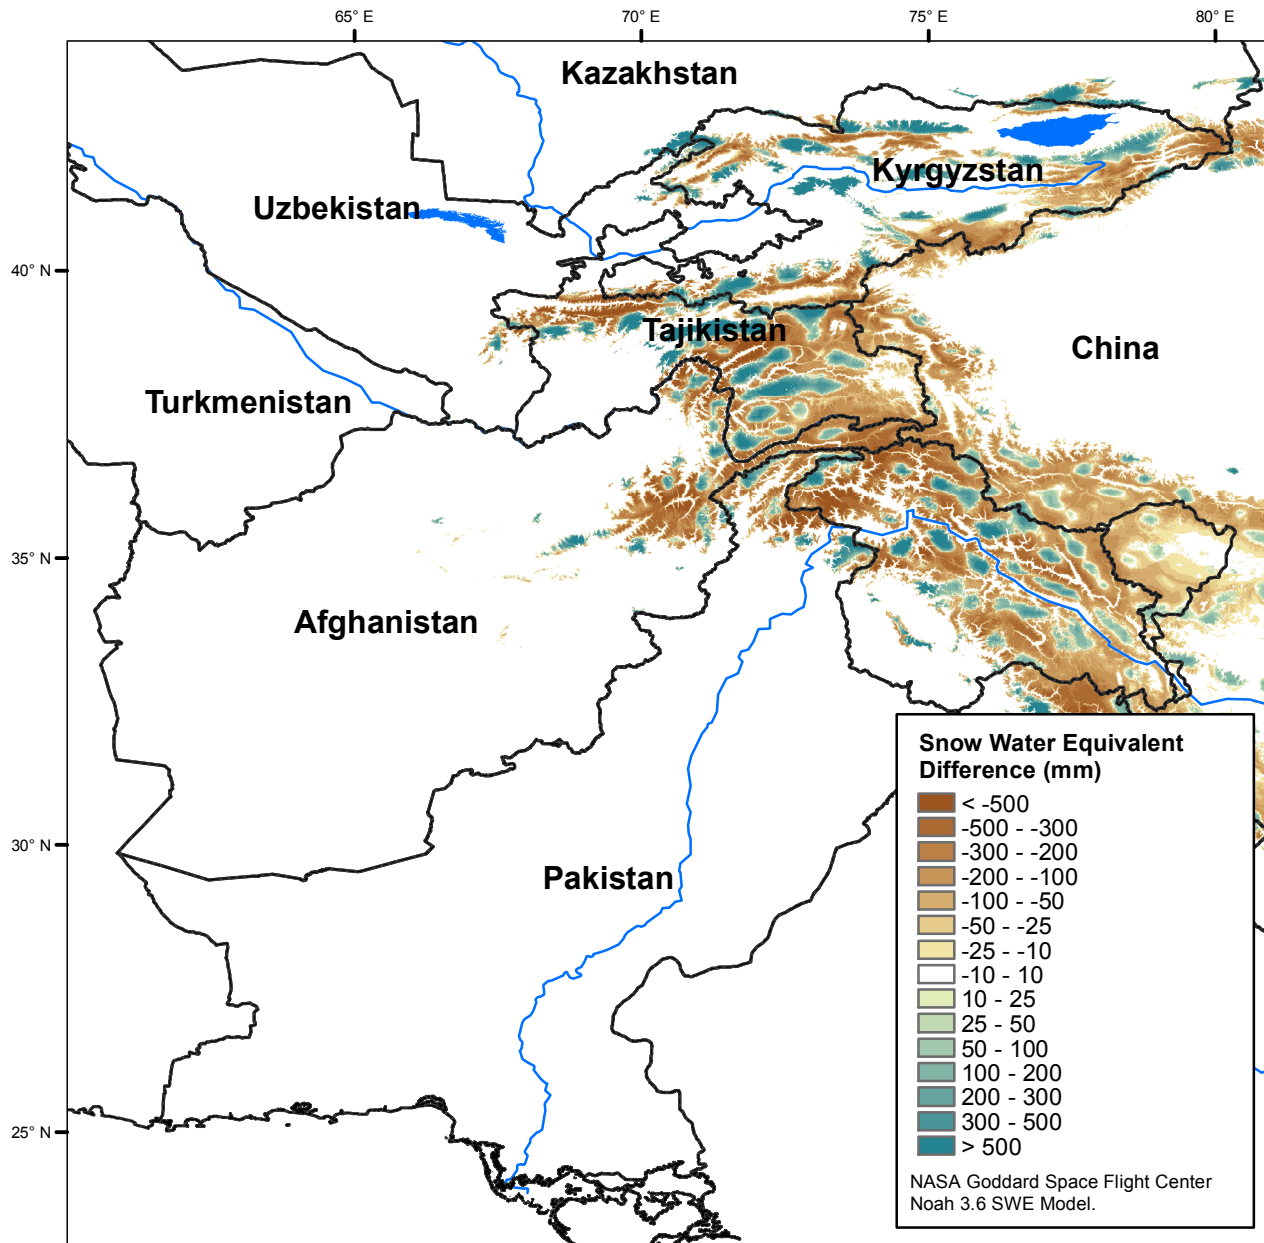 65° E
70° E
75° E
80° E
Kazakhstan
Kyrgyzstan
Uzbekistan
40° N
Tajikistan
China
Turkmenistan
35° N
Afghanistan
Snow Water Equivalent
Difference (mm)
< -500
-500 - -300
-300 - -200
-200 - -100
-100 - -50
-50 - -25
-25 - -10
-10 - 10
10 - 25
25 - 50
50 - 100
100 - 200
200 - 300
300 - 500
> 500
30° N
Pakistan
25° N
NASA Goddard Space Flight Center
Noah 3.6 SWE Model.